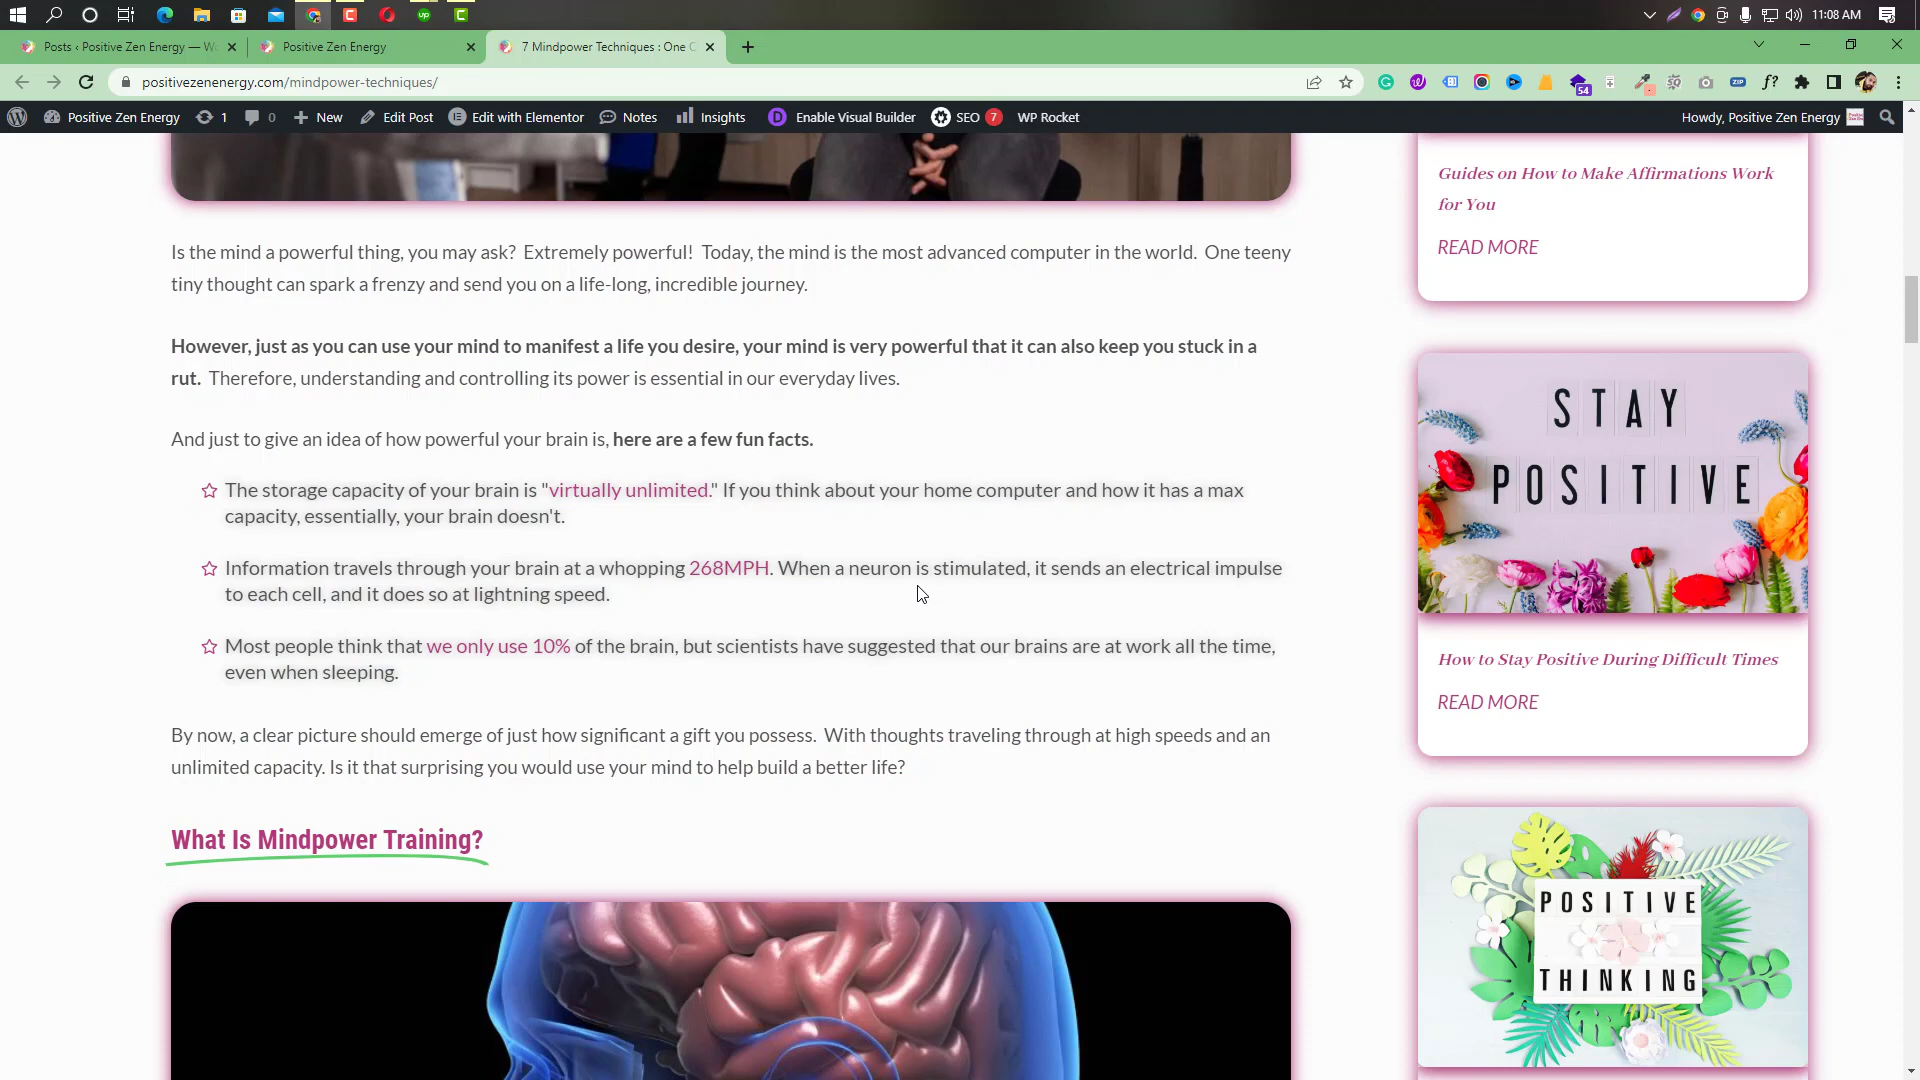 11:08 AM
Posts ‹ Positive Zen Energy — Wo
Positive Zen Energy
7 Mindpower Techniques : One C
positivezenenergy.com/mindpower-techniques/
54
ZIP
f?
Positive Zen Energy
1
0
New
Edit Post
Edit with Elementor
Notes
Insights
D
Enable Visual Builder
SEO
7
WP Rocket
Howdy, Positive Zen Energy
Is the mind a powerful thing, you may ask? Extremely powerful! Today, the mind is the most advanced computer in the world. One teeny
tiny thought can spark a frenzy and send you on a life-long, incredible journey.
However, just as you can use your mind to manifest a life you desire, your mind is very powerful that it can also keep you stuck in a
rut. Therefore, understanding and controlling its power is essential in our everyday lives.
And just to give an idea of how powerful your brain is, here are a few fun facts.
The storage capacity of your brain is "virtually unlimited." If you think about your home computer and how it has a max
capacity, essentially, your brain doesn't.
Information travels through your brain at a whopping 268MPH. When a neuron is stimulated, it sends an electrical impulse
to each cell, and it does so at lightning speed.
Most people think that we only use 10% of the brain, but scientists have suggested that our brains are at work all the time,
even when sleeping.
By now, a clear picture should emerge of just how significant a gift you possess. With thoughts traveling through at high speeds and an
unlimited capacity. Is it that surprising you would use your mind to help build a better life?
What Is Mindpower Training?
Guides on How to Make Affirmations Work
for You
READ MORE
STAY
POSITIVE
How to Stay Positive During Difficult Times
READ MORE
POSITIVE
THINKING